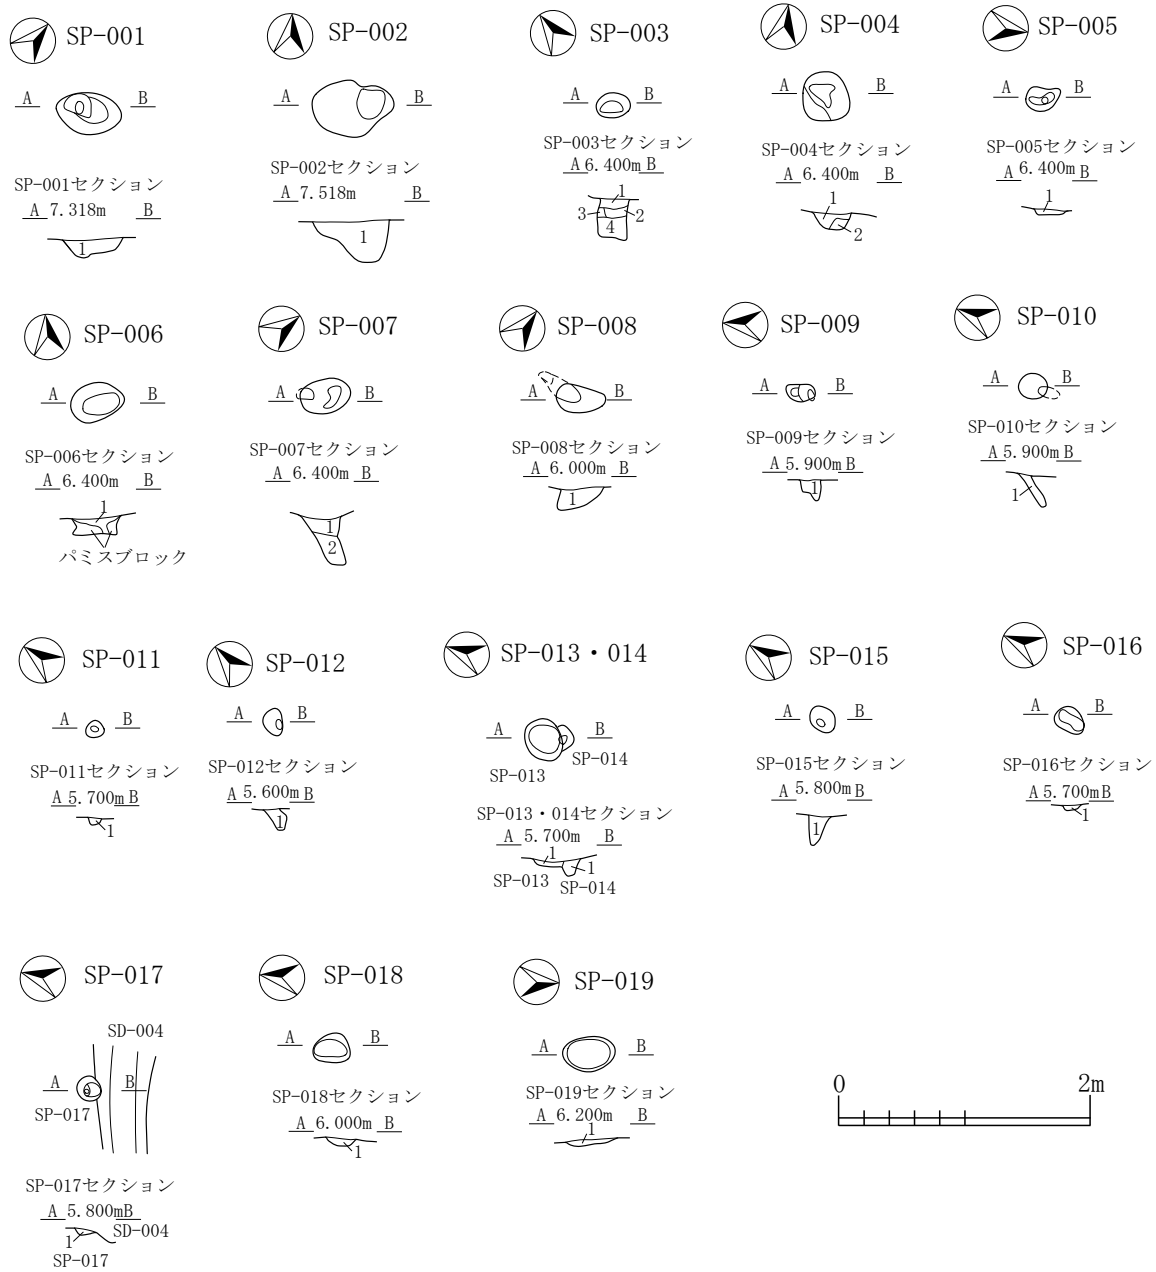 SP-001
A B
SP-001セクション
A 7.318m B
1
SP-002
A B
SP-002セクション
A 7.518m B
1
SP-003
A B
SP-003セクション
A 6.400m B
1
3 2
4
SP-004
A B
SP-004セクション
A 6.400m B
1
2
SP-005
A B
SP-005セクション
A 6.400m B
1
SP-006
A B
SP-006セクション
A 6.400m B
1
パミスブロック
SP-007
A B
SP-007セクション
A 6.400m B
1
2
SP-008
A B
SP-008セクション
A 6.000m B
1
SP-009
A B
SP-009セクション
A 5.900m B
1
SP-010
A B
SP-010セクション
A 5.900m B
1
SP-011
A B
SP-011セクション
A 5.700m B
1
SP-012
A B
SP-012セクション
A 5.600m B
1
SP-013・014
A B
SP-014
SP-013
SP-013・014セクション
A 5.700m B
1
1
SP-013
SP-014
SP-015
A B
SP-015セクション
A 5.800m B
1
SP-016
A B
SP-016セクション
A 5.700m B
1
SP-017
SD-004
A B
SP-017
SP-017セクション
A 5.800m B
SD-004
1
SP-017
SP-018
A B
SP-018セクション
A 6.000m B
1
SP-019
A B
SP-019セクション
A 6.200m B
1
0 2m